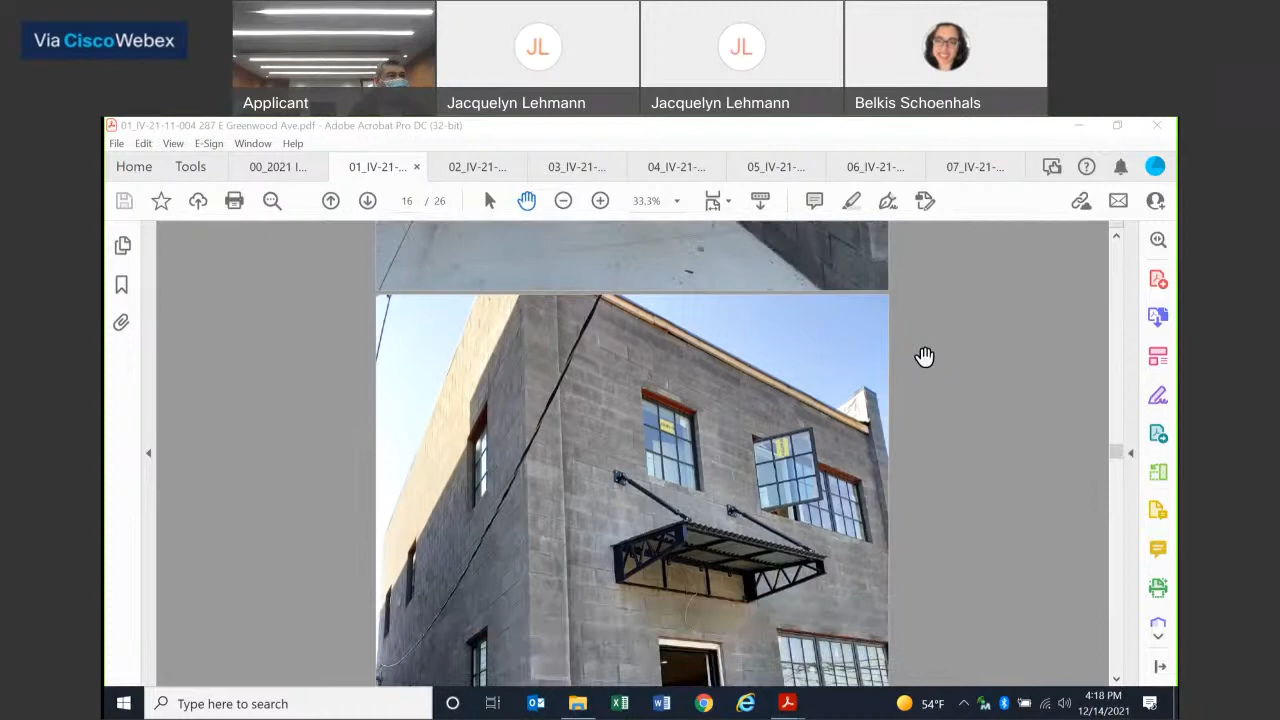 Via Cisco Webex
Applicant
Jacquelyn Lehmann
JL
Jacquelyn Lehmann
JL
Belkis Schoenhals
01_IV-21-11-004 287 E Greenwood Ave.pdf - Adobe Acrobat Pro DC (32-bit)
File Edit View E-Sign Window Help
Home Tools 00_2021 I... 01_IV-21-... × 02_IV-21-... 03_IV-21-... 04_IV-21-... 05_IV-21-... 06_IV-21-... 07_IV-21-...
16 / 26 33.3%
Type here to search
54°F
4:18 PM
12/14/2021